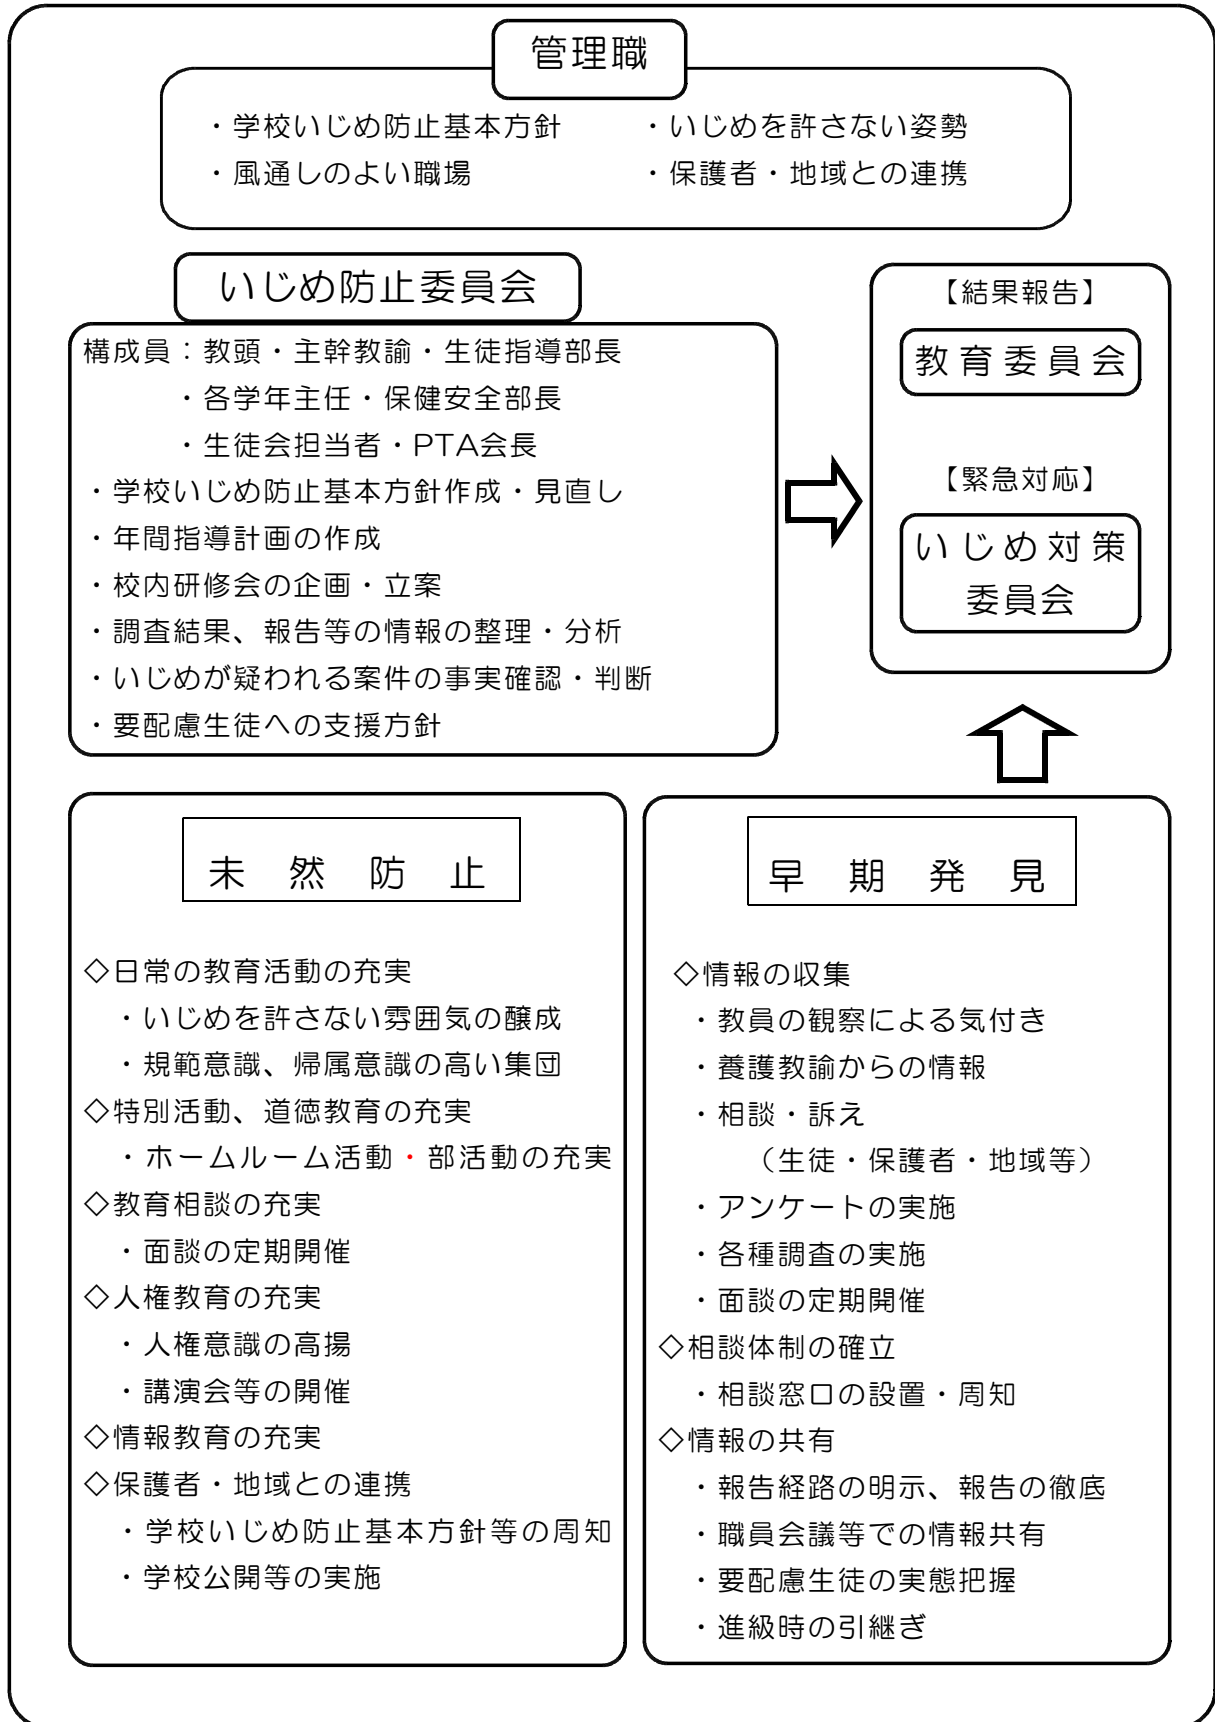 管理職
・学校いじめ防止基本方針　・いじめを許さない姿勢
・風通しのよい職場　・保護者・地域との連携
いじめ防止委員会
構成員：教頭・主幹教諭・生徒指導部長
・各学年主任・保健安全部長
・生徒会担当者・PTA会長
・学校いじめ防止基本方針作成・見直し
・年間指導計画の作成
・校内研修会の企画・立案
・調査結果、報告等の情報の整理・分析
・いじめが疑われる案件の事実確認・判断
・要配慮生徒への支援方針
【結果報告】
教育委員会
【緊急対応】
いじめ対策
委員会
未然防止
◇日常の教育活動の充実
・いじめを許さない雰囲気の醸成
・規範意識、帰属意識の高い集団
◇特別活動、道徳教育の充実
・ホームルーム活動・部活動の充実
◇教育相談の充実
・面談の定期開催
◇人権教育の充実
・人権意識の高揚
・講演会等の開催
◇情報教育の充実
◇保護者・地域との連携
・学校いじめ防止基本方針等の周知
・学校公開等の実施
早期発見
◇情報の収集
・教員の観察による気付き
・養護教諭からの情報
・相談・訴え
（生徒・保護者・地域等）
・アンケートの実施
・各種調査の実施
・面談の定期開催
◇相談体制の確立
・相談窓口の設置・周知
◇情報の共有
・報告経路の明示、報告の徹底
・職員会議等での情報共有
・要配慮生徒の実態把握
・進級時の引継ぎ